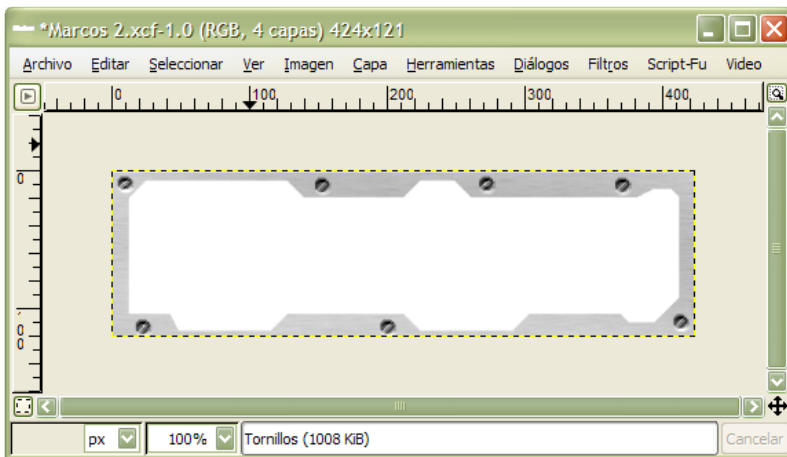 *Marcos 2.xcf-1.0 (RGB, 4 capas) 424x121
Archivo Editar Seleccionar Ver Imagen Capa Herramientas Diálogos Filtros Script-Fu Video
0 100 200 300 400
0
100
px 100% Tornillos (1008 KiB) Cancelar